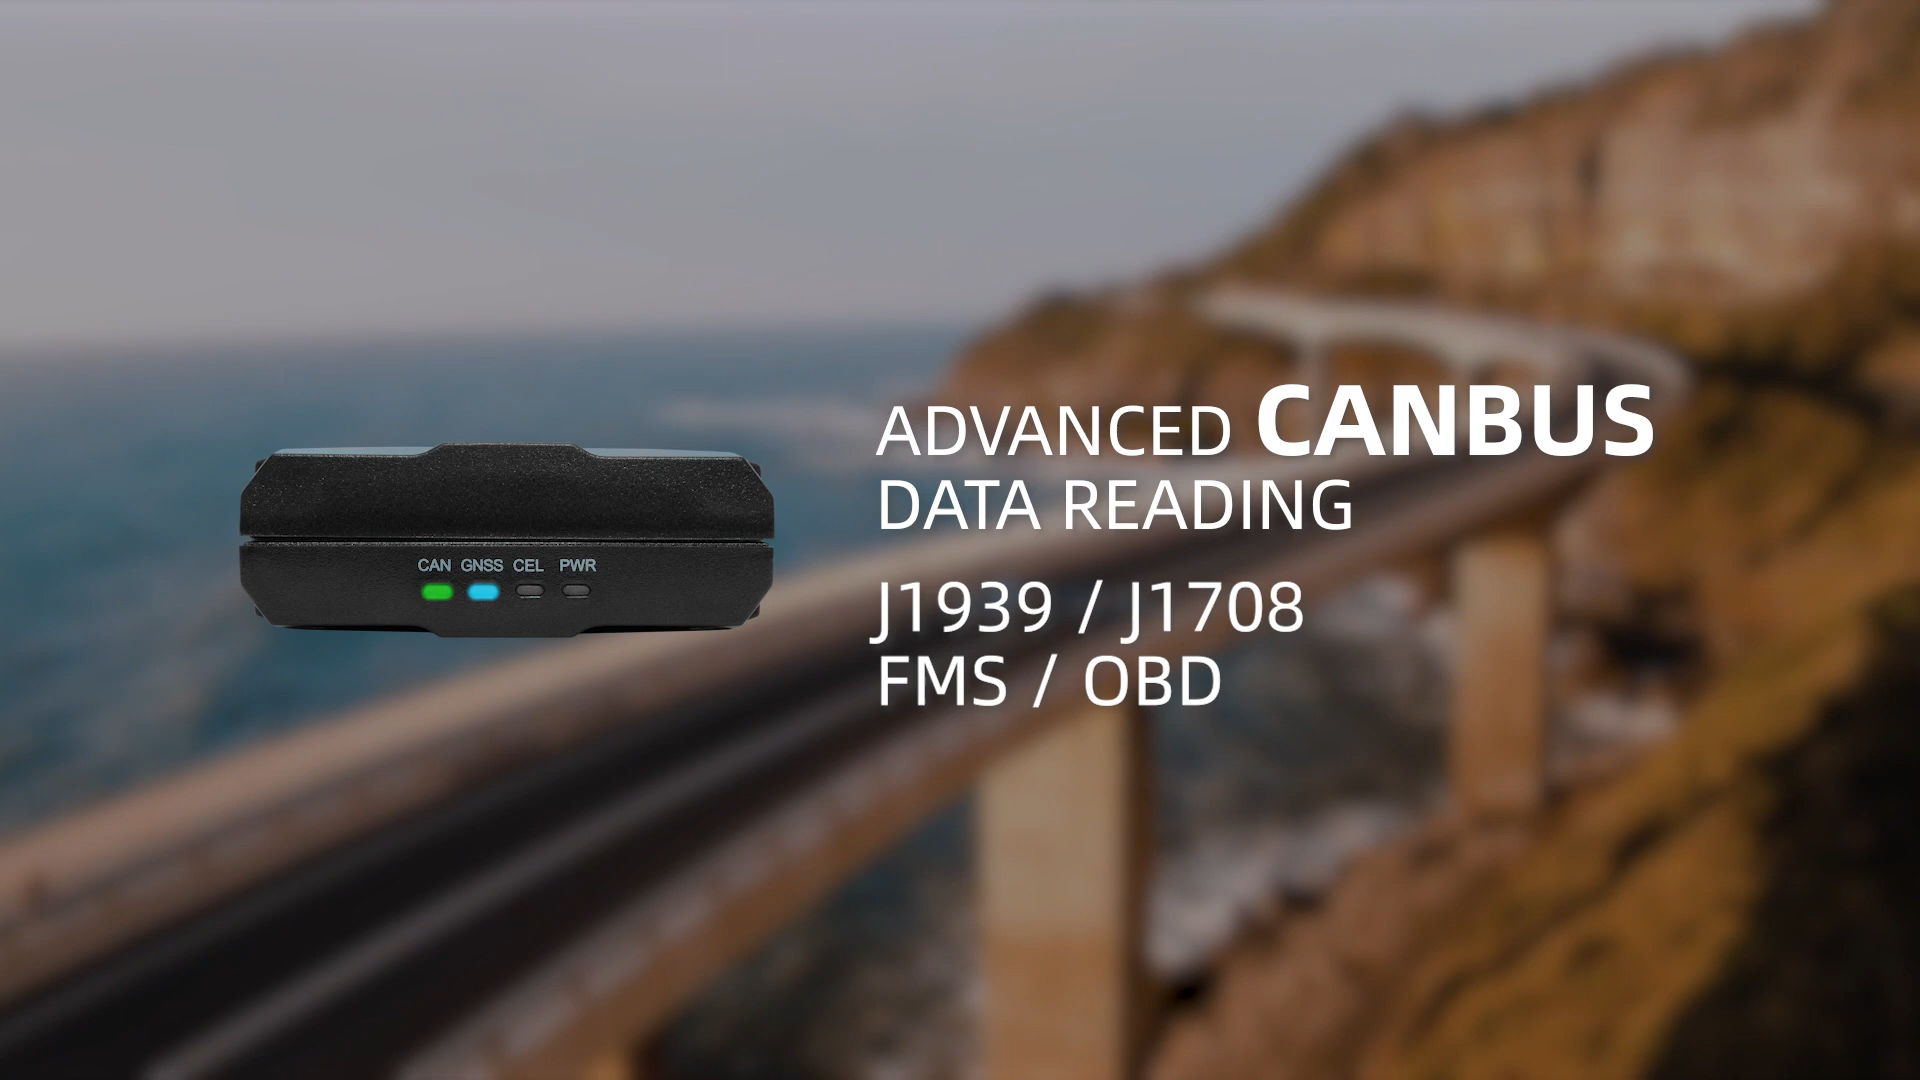 ADVANCED CANBUS
DATA READING
J1939 / J1708
FMS / OBD
CAN GNSS CEL PWR